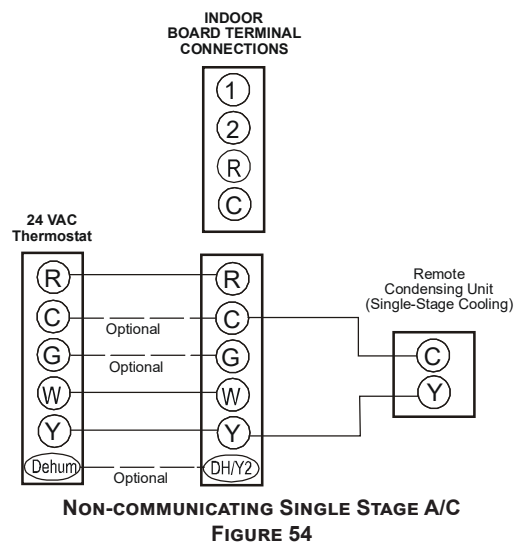 INDOOR
BOARD TERMINAL
CONNECTIONS
1
2
R
C
24 VAC
Thermostat
R
C
G
W
Y
Dehum
Optional
Optional
Optional
R
C
G
W
Y
DH/Y2
Remote
Condensing Unit
(Single-Stage Cooling)
C
Y
NON-COMMUNICATING SINGLE STAGE A/C
FIGURE 54